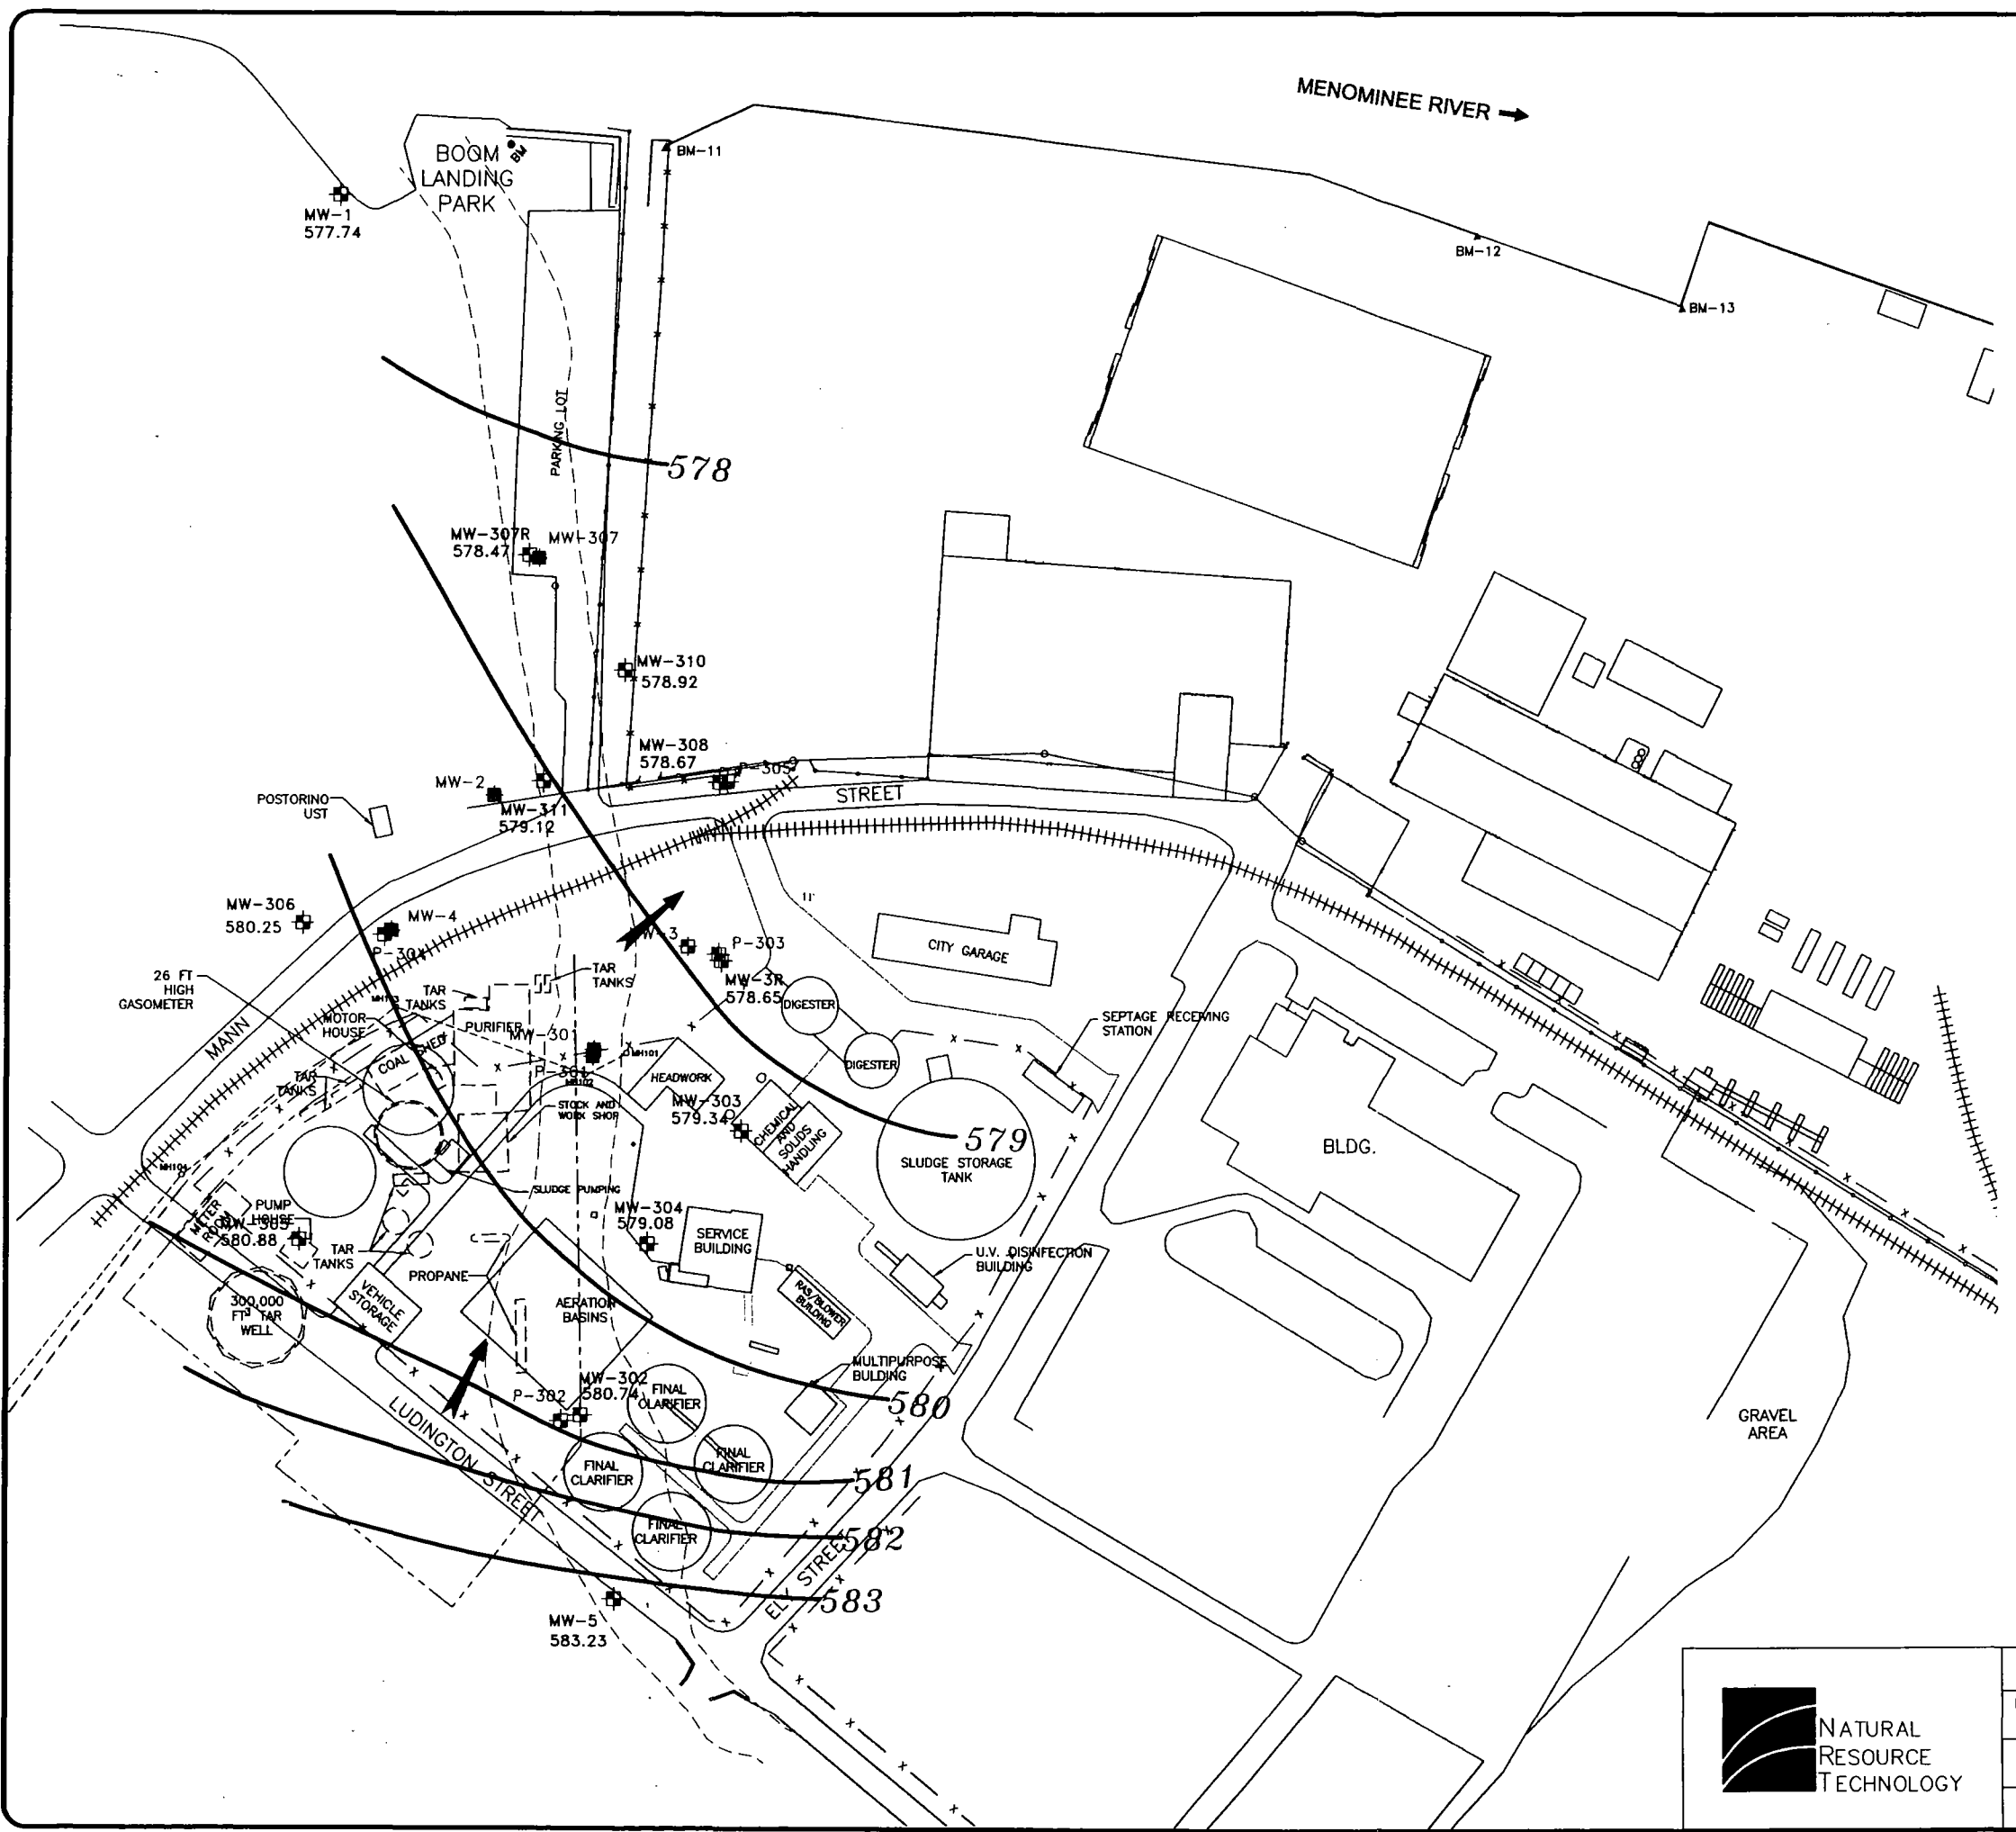 MENOMINEE RIVER
BM-11
BM
BOOM
LANDING
PARK
MW-1
577.74
BM-12
BM-13
PARKING LOT
578
MW-307R
578.47
MW-307
MW-310
578.92
MW-308
578.67
MW-2
MW-311
579.12
STREET
POSTORINO
UST
MW-306
580.25
MW-4
11'
P-303
MW-3R
578.65
CITY GARAGE
26 FT
HIGH
GASOMETER
TAR
TANKS
TAR
TANKS
MH103
DIGESTER
DIGESTER
SEPTAGE RECEIVING
STATION
MANN
MOTOR
HOUSE
PURIFIER
MW-301
P-301
MH101
MH102
COAL SHED
TAR
TANKS
HEADWORK
STOCK AND
WORK SHOP
MW-303
579.34
CHEMICAL
AND
SOLIDS
HANDLING
579
SLUDGE STORAGE
TANK
BLDG.
MH104
SLUDGE PUMPING
PUMP
HOUSE
METER
ROOM
580.88
TAR
TANKS
MW-304
579.08
SERVICE
BUILDING
U.V. DISINFECTION
BUILDING
PROPANE
VEHICLE
STORAGE
AERATION
BASINS
RAS/BLOWER
BUILDING
300,000
FT³ TAR
WELL
MULTIPURPOSE
BULDING
MW-302
580.74
P-302
FINAL
CLARIFIER
580
LUDINGTON STREET
GRAVEL
AREA
FINAL
CLARIFIER
FINAL
CLARIFIER
581
FINAL
CLARIFIER
582
ELK STREET
583
MW-5
583.23
NATURAL
RESOURCE
TECHNOLOGY